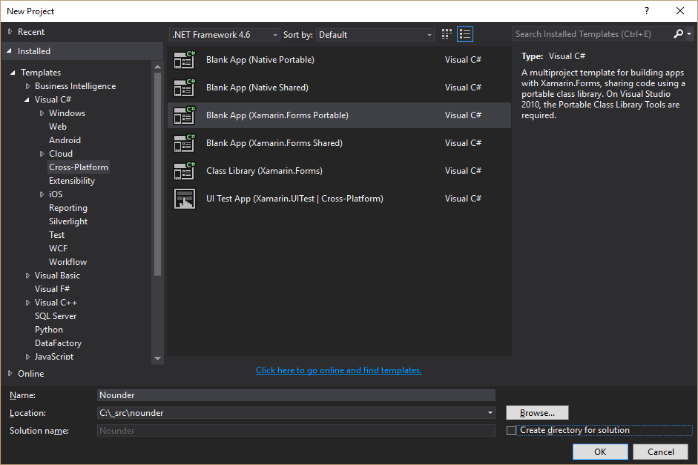 New Project
? X
Recent
.NET Framework 4.6 Sort by: Default
Search Installed Templates (Ctrl+E)
Installed
Templates
Business Intelligence
Visual C#
Windows
Web
Android
Cloud
Cross-Platform
Extensibility
iOS
Reporting
Silverlight
Test
WCF
Workflow
Visual Basic
Visual F#
Visual C++
SQL Server
Python
DataFactory
JavaScript
Online
Blank App (Native Portable) Visual C#
Blank App (Native Shared) Visual C#
Blank App (Xamarin.Forms Portable) Visual C#
Blank App (Xamarin.Forms Shared) Visual C#
Class Library (Xamarin.Forms) Visual C#
UI Test App (Xamarin.UITest | Cross-Platform) Visual C#
Click here to go online and find templates.
Type: Visual C#
A multiproject template for building apps
with Xamarin.Forms, sharing code using a
portable class library. On Visual Studio
2010, the Portable Class Library Tools are
required.
Name: Nounder
Location: C:\_src\nounder
Browse...
Solution name: Nounder
Create directory for solution
OK Cancel